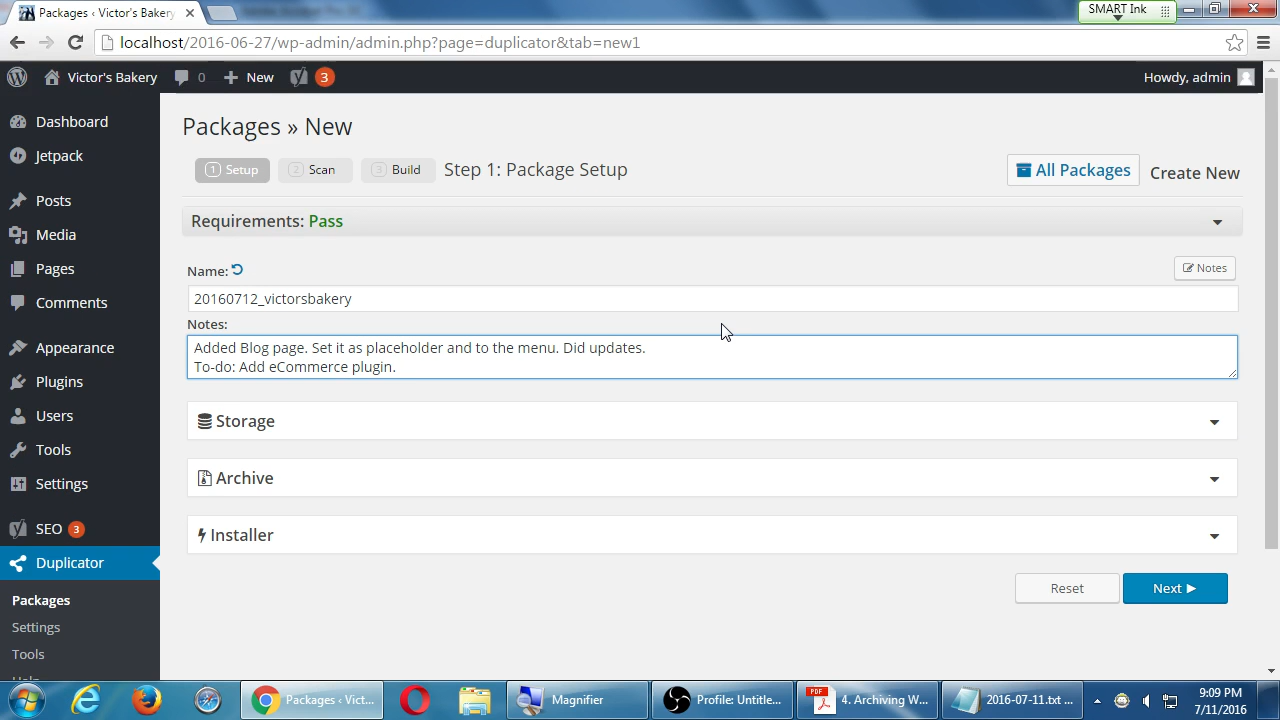 Packages ‹ Victor's Bakery
SMART Ink
localhost/2016-06-27/wp-admin/admin.php?page=duplicator&tab=new1
Victor's Bakery
0
New
3
Howdy, admin
Dashboard
Jetpack
Posts
Media
Pages
Comments
Appearance
Plugins
Users
Tools
Settings
SEO 3
Duplicator
Packages
Settings
Tools
Help
Packages » New
1 Setup
2 Scan
3 Build
Step 1: Package Setup
All Packages
Create New
Requirements: Pass
Name:
Notes
20160712_victorsbakery
Notes:
Added Blog page. Set it as placeholder and to the menu. Did updates.
To-do: Add eCommerce plugin.
Storage
Archive
Installer
Reset
Next
Packages ‹ Vict...
Magnifier
Profile: Untitle...
PDF
4. Archiving W...
2016-07-11.txt ...
9:09 PM
7/11/2016